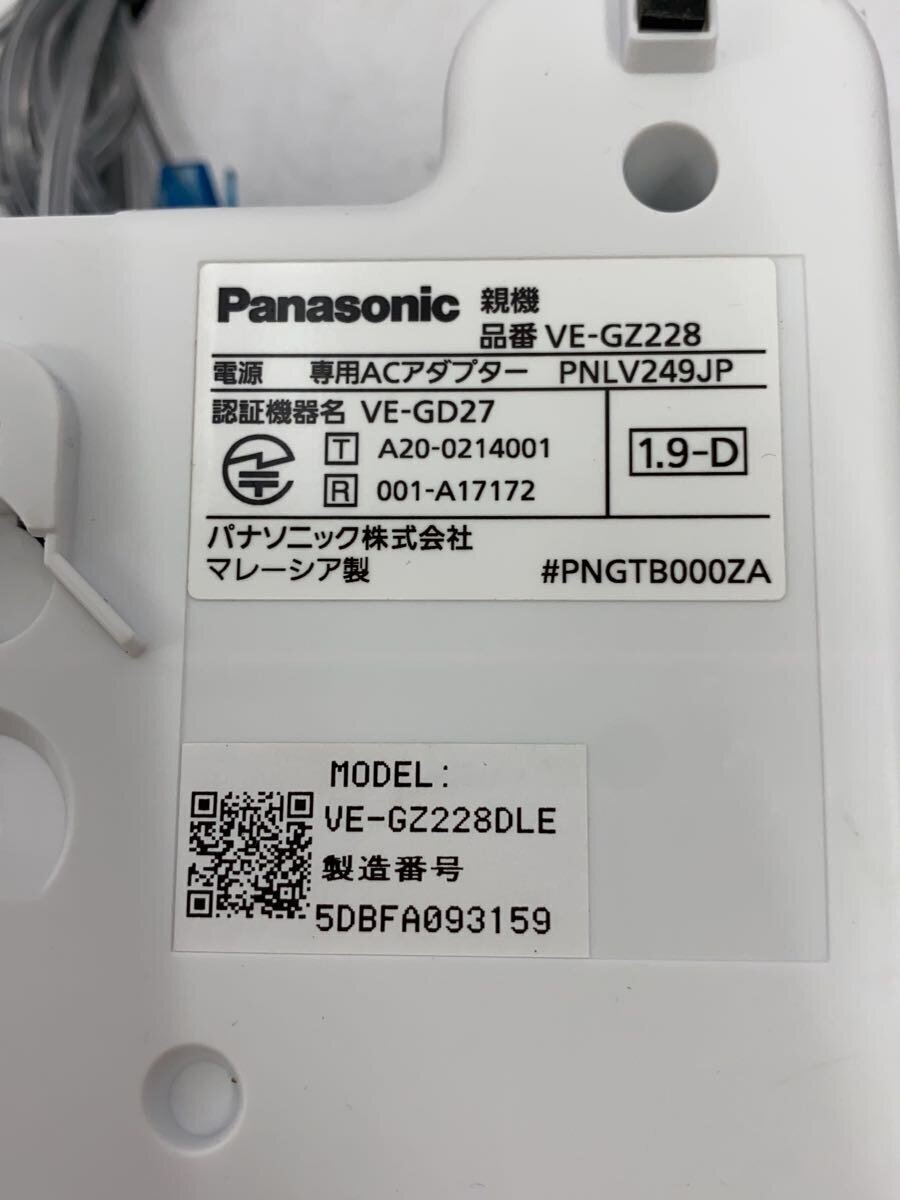 Panasonic 親機
品番 VE-GZ228
電源 専用ACアダプター PNLV249JP
認証機器名 VE-GD27
T A20-0214001
R 001-A17172
1.9-D
パナソニック株式会社
マレーシア製 #PNGTB000ZA
MODEL:
VE-GZ228DLE
製造番号
5DBFA093159